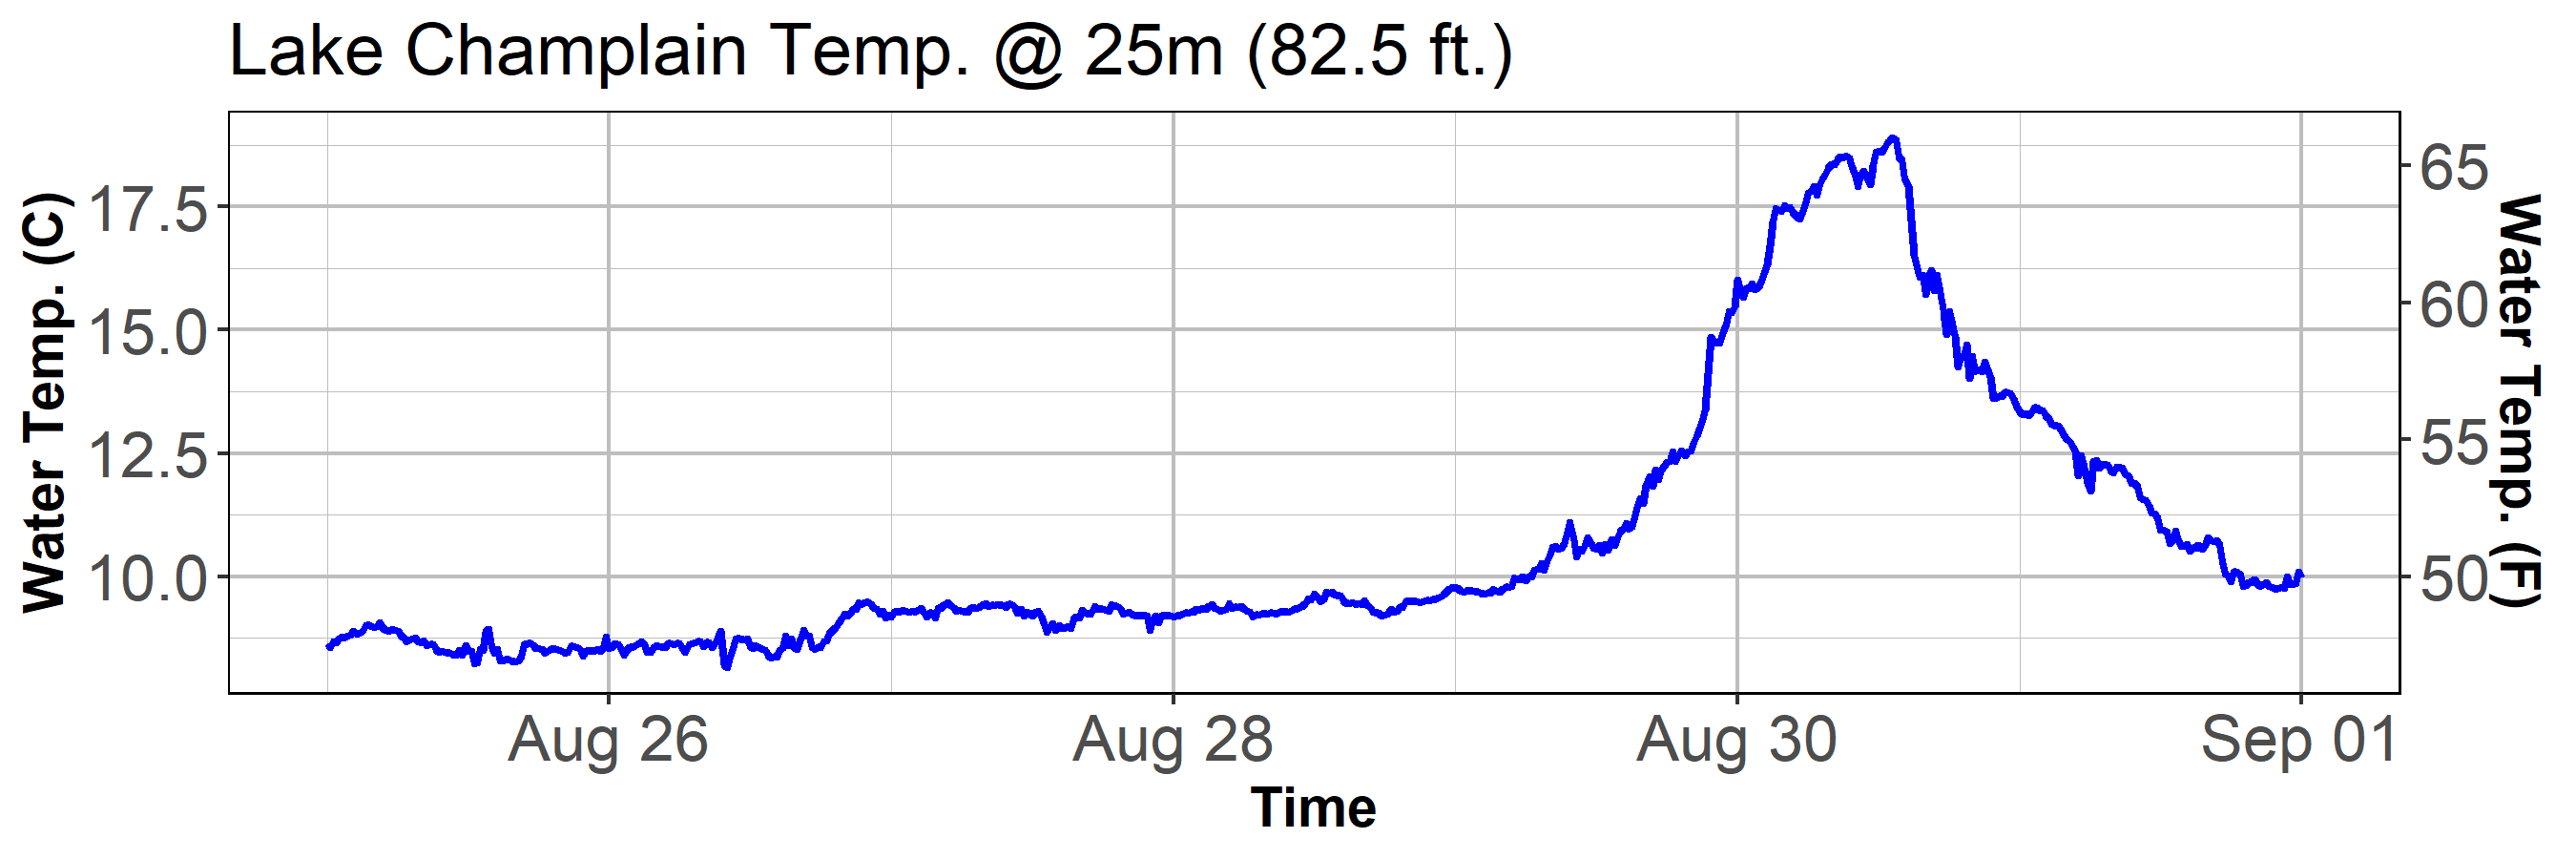 Lake Champlain Temp. @ 25m (82.5 ft.)
Water Temp. (C)
17.5
15.0
12.5
10.0
65
60
55
50
Water Temp. (F)
Aug 26
Aug 28
Aug 30
Sep 01
Time